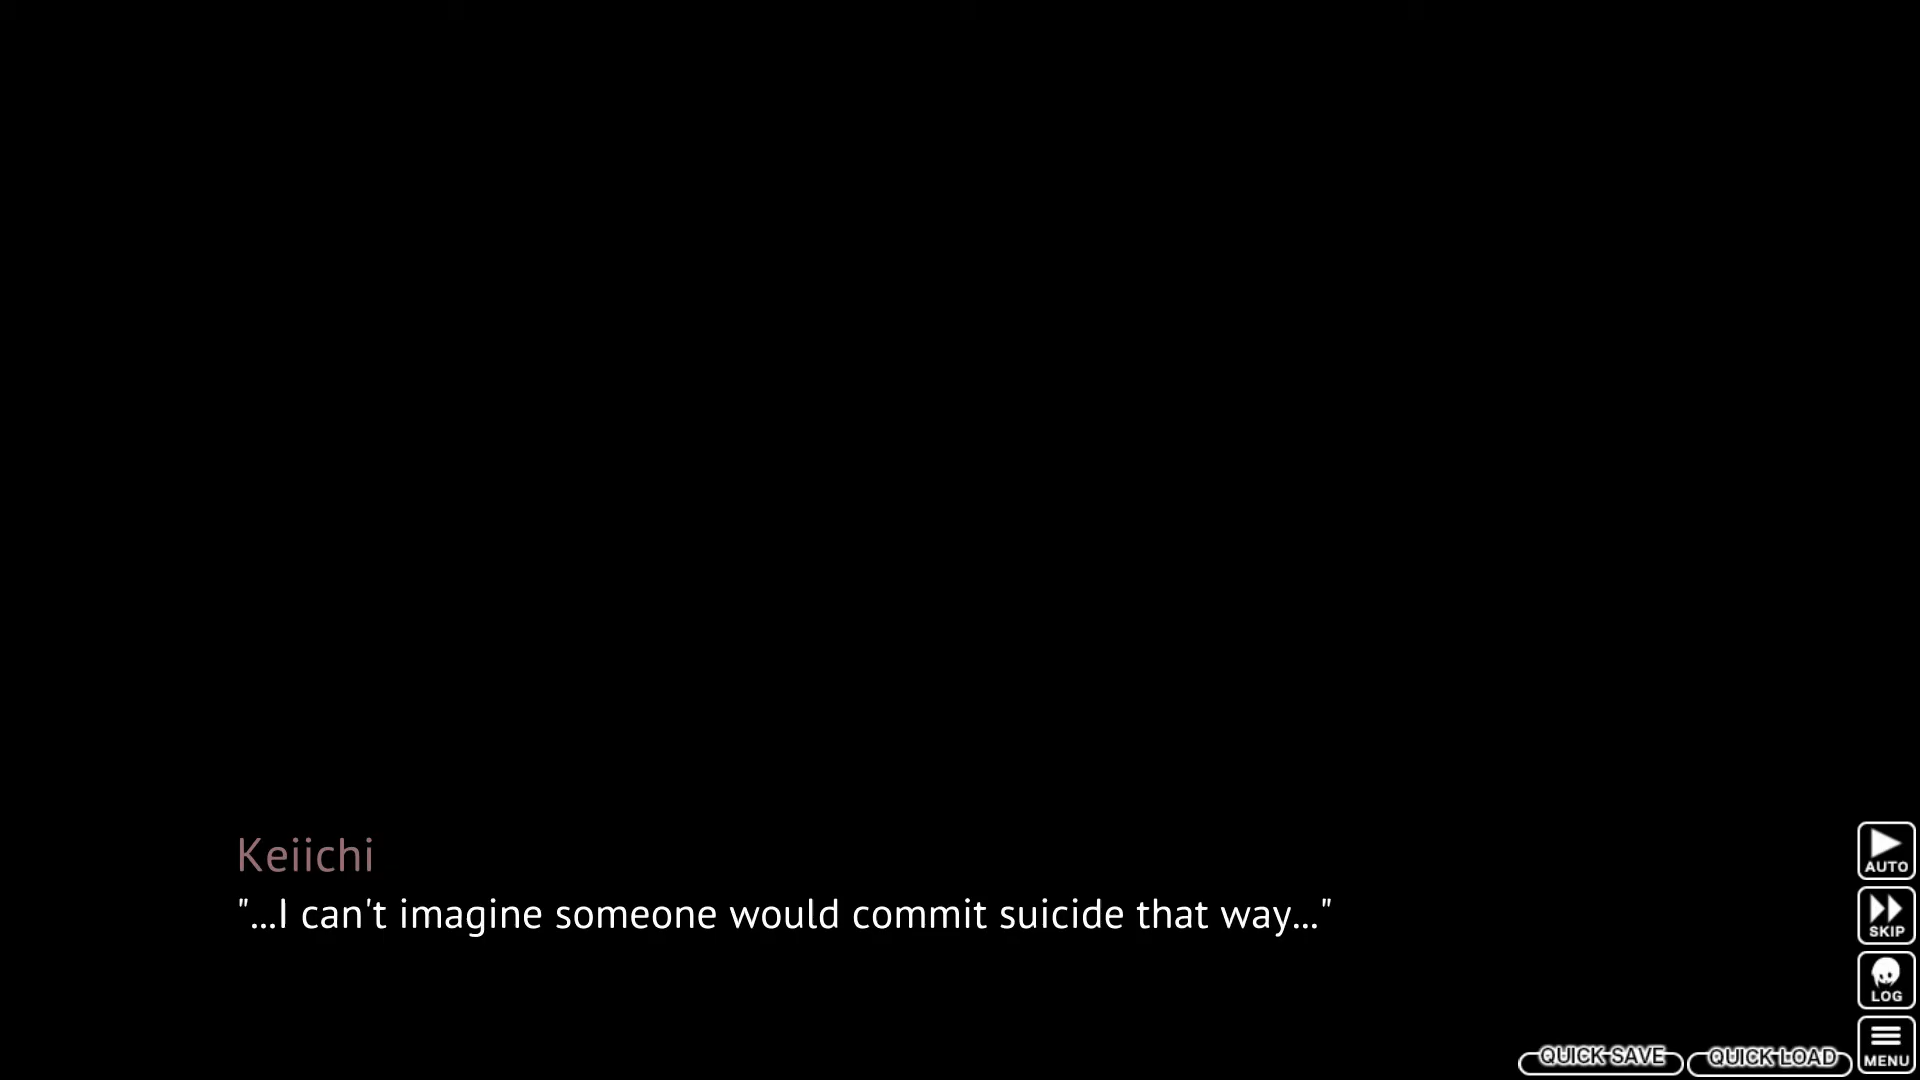 Keiichi
"...I can't imagine someone would commit suicide that way..."
AUTO
SKIP
LOG
MENU
QUICK SAVE
QUICK LOAD